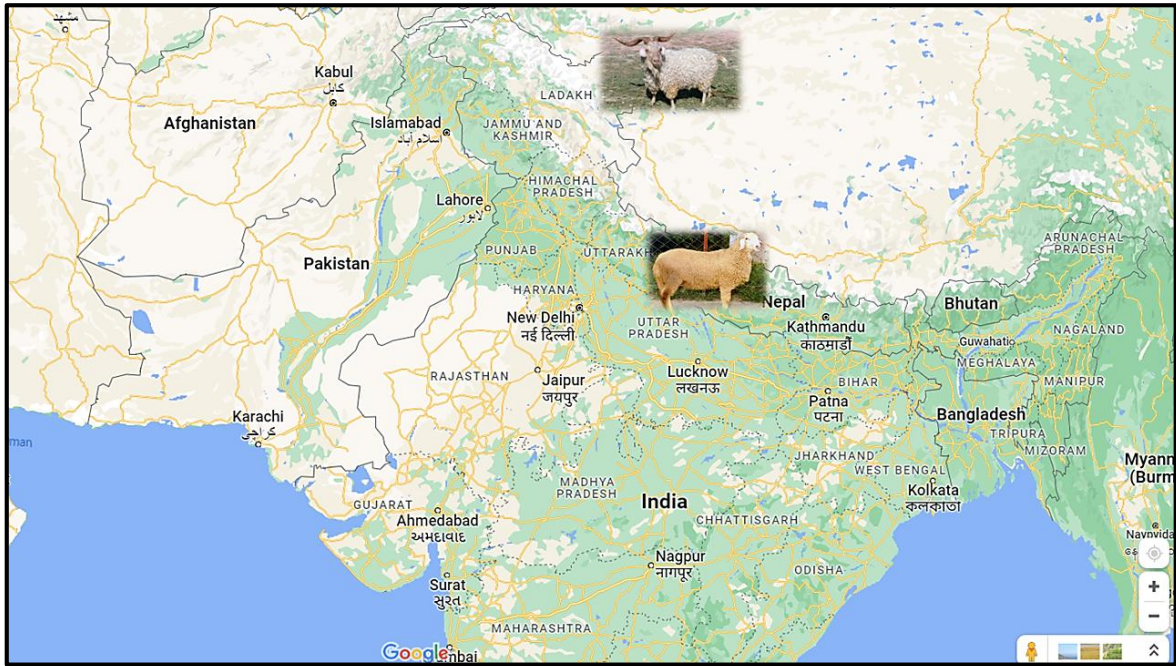 مشهد
Kabul
کابل
Afghanistan
Islamabad
اسلام آباد
LADAKH
JAMMU AND
KASHMIR
HIMACHAL
PRADESH
Lahore
لاہور
PUNJAB
UTTARAKH
Pakistan
HARYANA
New Delhi
नई दिल्ली
UTTAR
PRADESH
Nepal
Kathmandu
काठमाडौं
Bhutan
ARUNACHAL
PRADESH
NAGALAND
Guwahatio
MEGHALAYA
MANIPUR
RAJASTHAN
Jaipur
जयपुर
Lucknow
लखनऊ
BIHAR
Patna
पटना
Bangladesh
TRIPURA
MIZORAM
Karachi
کراچی
man
JHARKHAND
WEST BENGAL
Kolkata
কলকাতা
Myann
(Burm
GUJARAT
Ahmedabad
અમદાવાદ
MADHYA
PRADESH
India
CHHATTISGARH
Nagpur
नागपूर
ODISHA
Surat
સુરત
MAHARASHTRA
Google
mbai
+
−